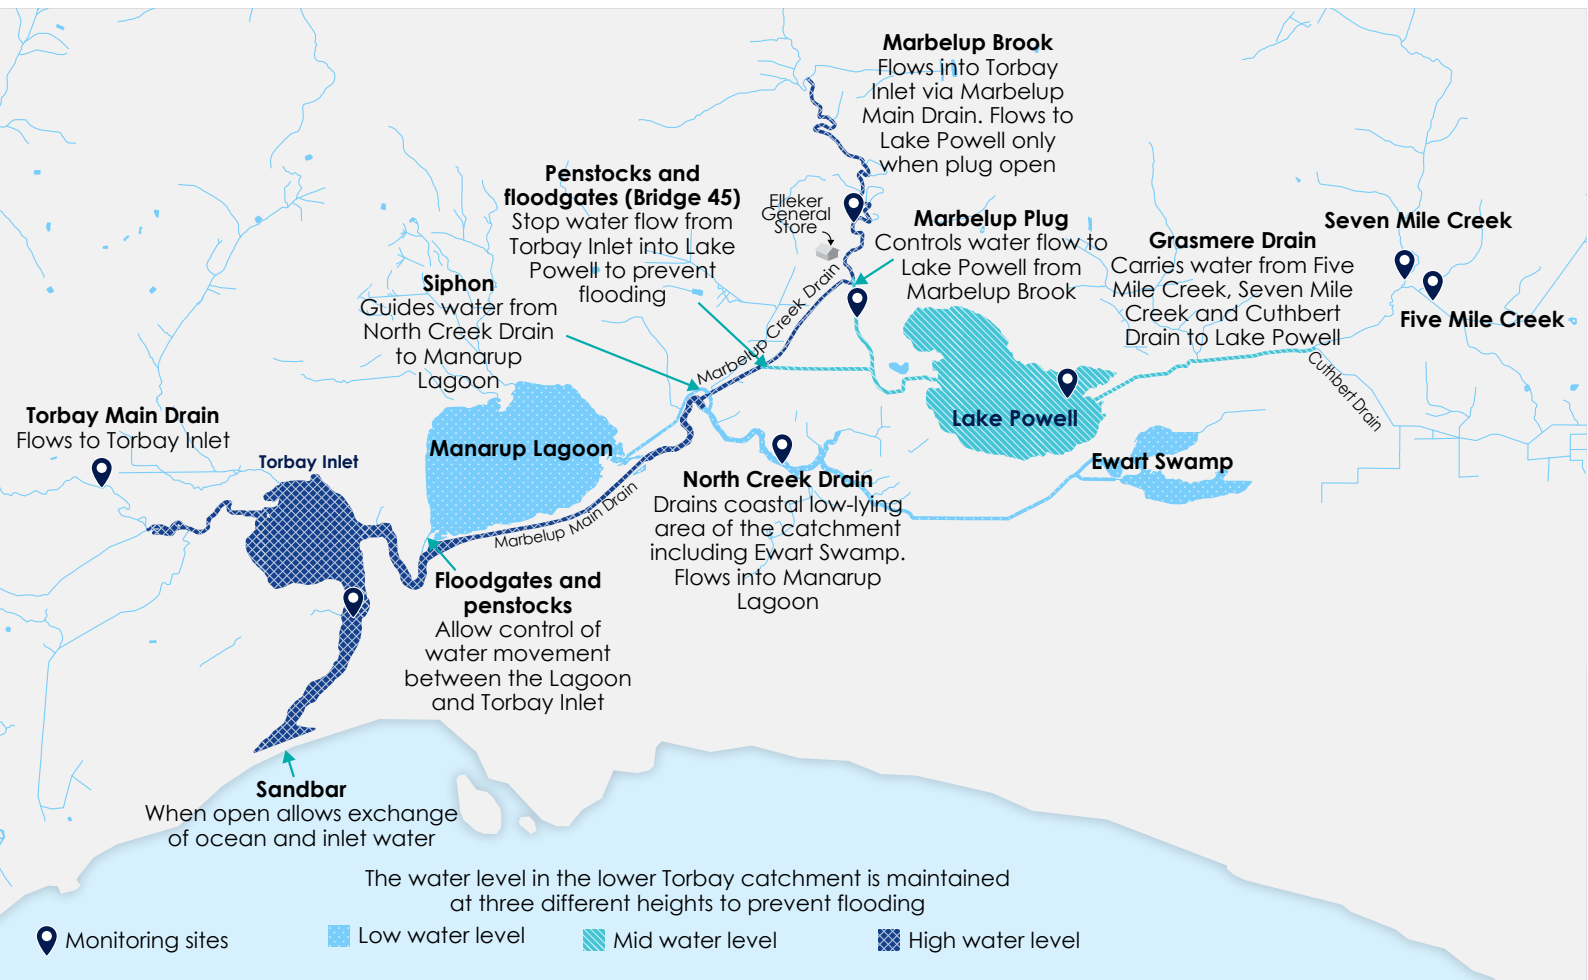 Marbelup Brook
Flows into Torbay
Inlet via Marbelup
Main Drain. Flows to
Lake Powell only
when plug open
Penstocks and
floodgates (Bridge 45)
Stop water flow from
Torbay Inlet into Lake
Powell to prevent
flooding
Elleker
General
Store
Marbelup Plug
Controls water flow to
Lake Powell from
Marbelup Brook
Grasmere Drain
Carries water from Five
Mile Creek, Seven Mile
Creek and Cuthbert
Drain to Lake Powell
Seven Mile Creek
Five Mile Creek
Siphon
Guides water from
North Creek Drain
to Manarup
Lagoon
Marbelup Creek Drain
Cuthbert Drain
Torbay Main Drain
Flows to Torbay Inlet
Torbay Inlet
Manarup Lagoon
Lake Powell
Ewart Swamp
Marbelup Main Drain
North Creek Drain
Drains coastal low-lying
area of the catchment
including Ewart Swamp.
Flows into Manarup
Lagoon
Floodgates and
penstocks
Allow control of
water movement
between the Lagoon
and Torbay Inlet
Sandbar
When open allows exchange
of ocean and inlet water
The water level in the lower Torbay catchment is maintained
at three different heights to prevent flooding
Monitoring sites
Low water level
Mid water level
High water level